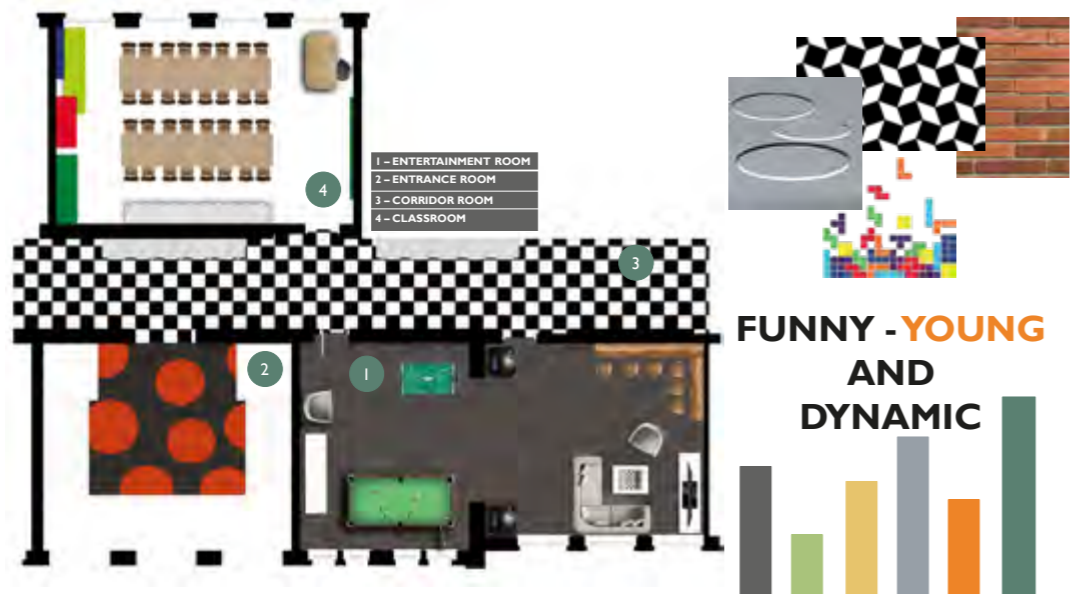 1 – ENTERTAINMENT ROOM
2 – ENTRANCE ROOM
3 – CORRIDOR ROOM
4 – CLASSROOM
4
3
2
1
FUNNY - YOUNG
AND
DYNAMIC